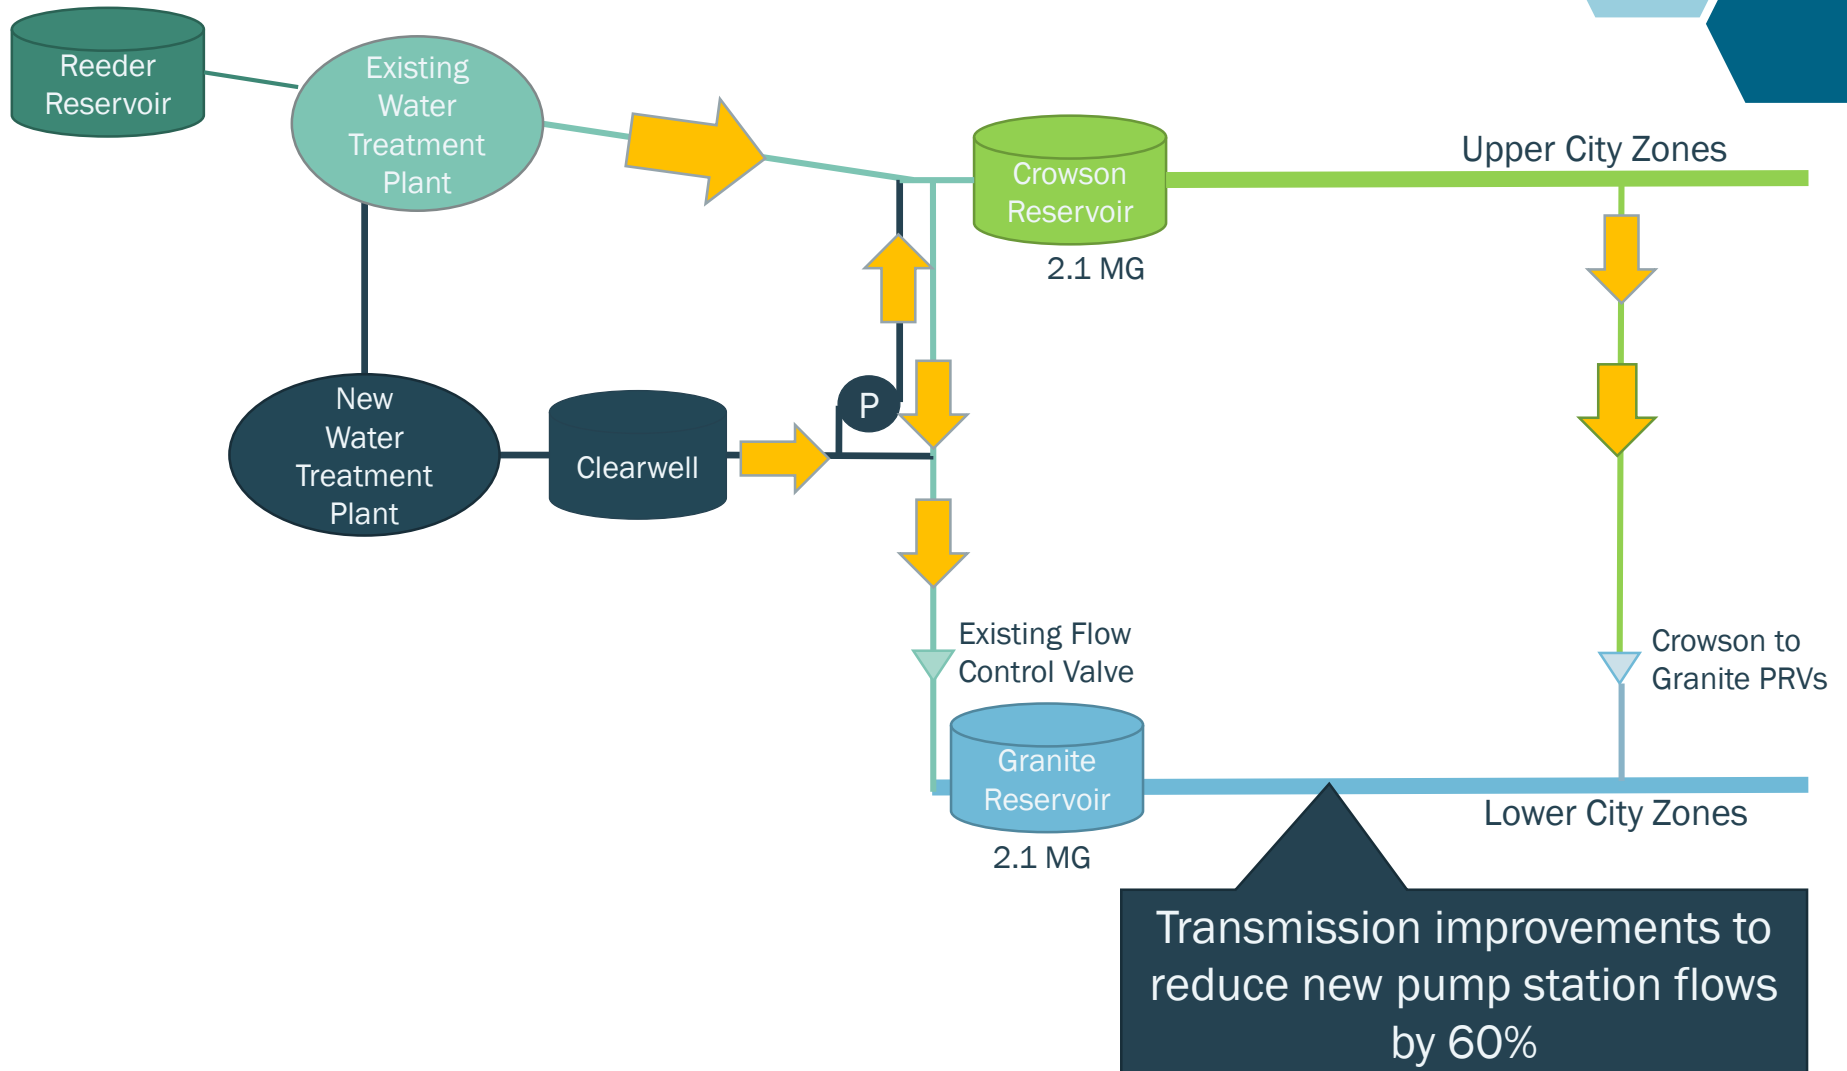 Reeder
Reservoir
Existing
Water
Treatment
Plant
Crowson
Reservoir
2.1 MG
Upper City Zones
New
Water
Treatment
Plant
Clearwell
P
Existing Flow
Control Valve
Crowson to
Granite PRVs
Granite
Reservoir
2.1 MG
Lower City Zones
Transmission improvements to
reduce new pump station flows
by 60%